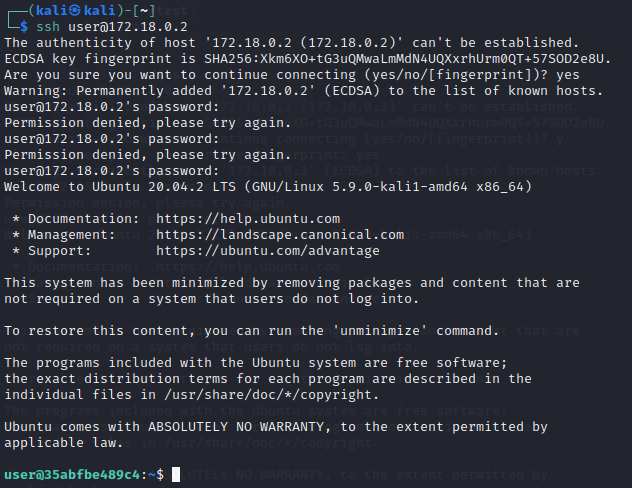 ┌──(kali㉿kali)-[~]
└─$ ssh user@172.18.0.2
The authenticity of host '172.18.0.2 (172.18.0.2)' can't be established.
ECDSA key fingerprint is SHA256:Xkm6XO+tG3uQMwaLmMdN4UQXxrhUrm0QT+57SOD2e8U.
Are you sure you want to continue connecting (yes/no/[fingerprint])? yes
Warning: Permanently added '172.18.0.2' (ECDSA) to the list of known hosts.
user@172.18.0.2's password:
Permission denied, please try again.
user@172.18.0.2's password:
Permission denied, please try again.
user@172.18.0.2's password:
Welcome to Ubuntu 20.04.2 LTS (GNU/Linux 5.9.0-kali1-amd64 x86_64)
* Documentation:  https://help.ubuntu.com
* Management:     https://landscape.canonical.com
* Support:        https://ubuntu.com/advantage
This system has been minimized by removing packages and content that are
not required on a system that users do not log into.
To restore this content, you can run the 'unminimize' command.
The programs included with the Ubuntu system are free software;
the exact distribution terms for each program are described in the
individual files in /usr/share/doc/*/copyright.
Ubuntu comes with ABSOLUTELY NO WARRANTY, to the extent permitted by
applicable law.
user@35abfbe489c4:~$